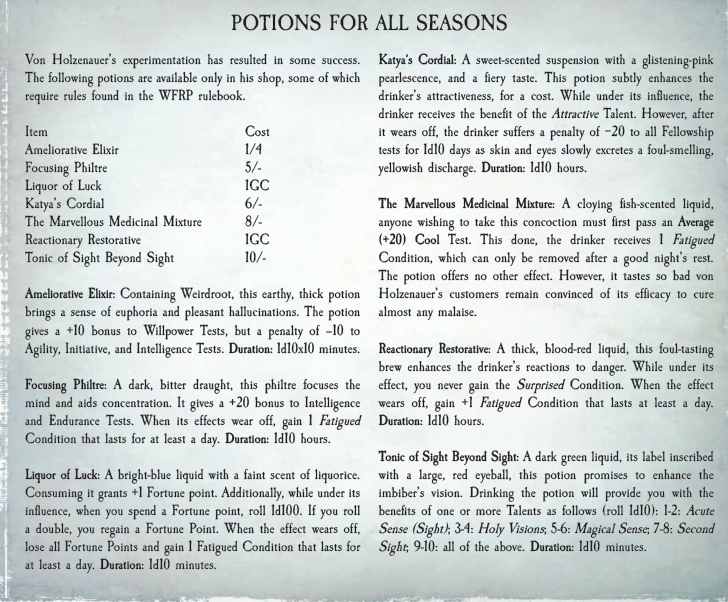 POTIONS FOR ALL SEASONS
Von Holzenauer's experimentation has resulted in some success.
The following potions are available only in his shop, some of which
require rules found in the WFRP rulebook.
Item Cost
Ameliorative Elixir 1/4
Focusing Philtre 5/-
Liquor of Luck 1GC
Katya's Cordial 6/-
The Marvellous Medicinal Mixture 8/-
Reactionary Restorative 1GC
Tonic of Sight Beyond Sight 10/-
Ameliorative Elixir: Containing Weirdroot, this earthy, thick potion
brings a sense of euphoria and pleasant hallucinations. The potion
gives a +10 bonus to Willpower Tests, but a penalty of –10 to
Agility, Initiative, and Intelligence Tests. Duration: 1d10x10 minutes.
Focusing Philtre: A dark, bitter draught, this philtre focuses the
mind and aids concentration. It gives a +20 bonus to Intelligence
and Endurance Tests. When its effects wear off, gain 1 Fatigued
Condition that lasts for at least a day. Duration: 1d10 hours.
Liquor of Luck: A bright-blue liquid with a faint scent of liquorice.
Consuming it grants +1 Fortune point. Additionally, while under its
influence, when you spend a Fortune point, roll 1d100. If you roll
a double, you regain a Fortune Point. When the effect wears off,
lose all Fortune Points and gain 1 Fatigued Condition that lasts for
at least a day. Duration: 1d10 minutes.
Katya's Cordial: A sweet-scented suspension with a glistening-pink
pearlescence, and a fiery taste. This potion subtly enhances the
drinker's attractiveness, for a cost. While under its influence, the
drinker receives the benefit of the Attractive Talent. However, after
it wears off, the drinker suffers a penalty of –20 to all Fellowship
tests for 1d10 days as skin and eyes slowly excretes a foul-smelling,
yellowish discharge. Duration: 1d10 hours.
The Marvellous Medicinal Mixture: A cloying fish-scented liquid,
anyone wishing to take this concoction must first pass an Average
(+20) Cool Test. This done, the drinker receives 1 Fatigued
Condition, which can only be removed after a good night's rest.
The potion offers no other effect. However, it tastes so bad von
Holzenauer's customers remain convinced of its efficacy to cure
almost any malaise.
Reactionary Restorative: A thick, blood-red liquid, this foul-tasting
brew enhances the drinker's reactions to danger. While under its
effect, you never gain the Surprised Condition. When the effect
wears off, gain +1 Fatigued Condition that lasts at least a day.
Duration: 1d10 hours.
Tonic of Sight Beyond Sight: A dark green liquid, its label inscribed
with a large, red eyeball, this potion promises to enhance the
imbiber's vision. Drinking the potion will provide you with the
benefits of one or more Talents as follows (roll 1d10): 1-2: Acute
Sense (Sight); 3-4: Holy Visions; 5-6: Magical Sense; 7-8: Second
Sight; 9-10: all of the above. Duration: 1d10 minutes.